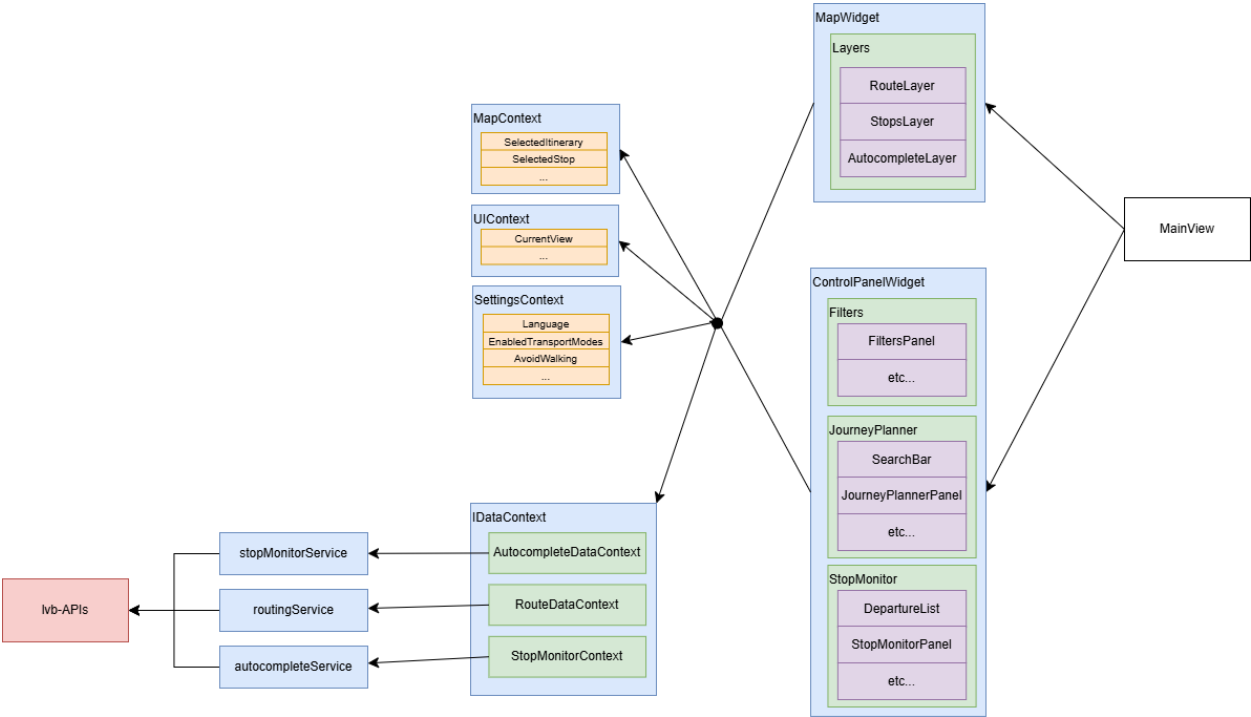 MapWidget
Layers
RouteLayer
StopsLayer
AutocompleteLayer
MapContext
SelectedItinerary
SelectedStop
...
UIContext
CurrentView
...
SettingsContext
Language
EnabledTransportModes
AvoidWalking
...
MainView
ControlPanelWidget
Filters
FiltersPanel
etc...
JourneyPlanner
SearchBar
JourneyPlannerPanel
etc...
StopMonitor
DepartureList
StopMonitorPanel
etc...
IDataContext
AutocompleteDataContext
RouteDataContext
StopMonitorContext
stopMonitorService
routingService
autocompleteService
lvb-APIs